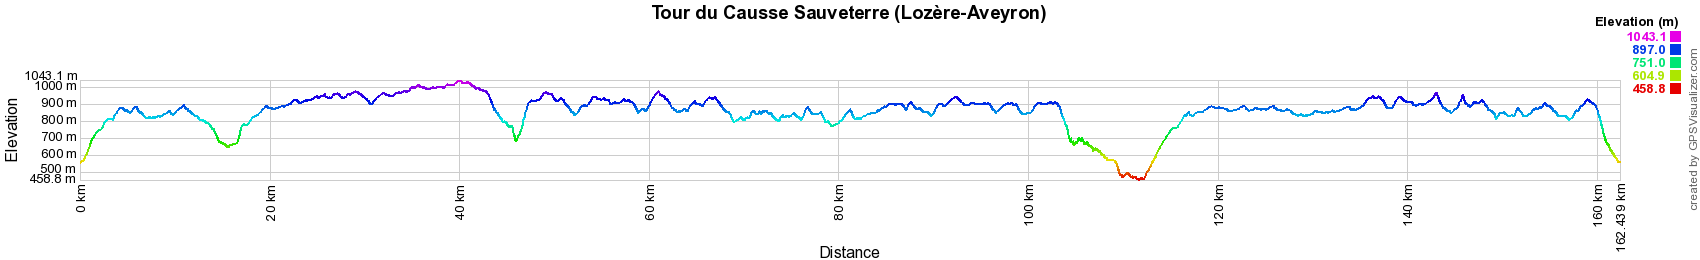 Tour du Causse Sauveterre (Lozère-Aveyron)
Elevation (m)
1043.1
897.0
751.0
604.9
458.8
1043.1 m
1000 m
900 m
800 m
700 m
600 m
500 m
458.8 m
Elevation
0 km
20 km
40 km
60 km
80 km
100 km
120 km
140 km
160 km
162.439 km
Distance
created by GPSVisualizer.com